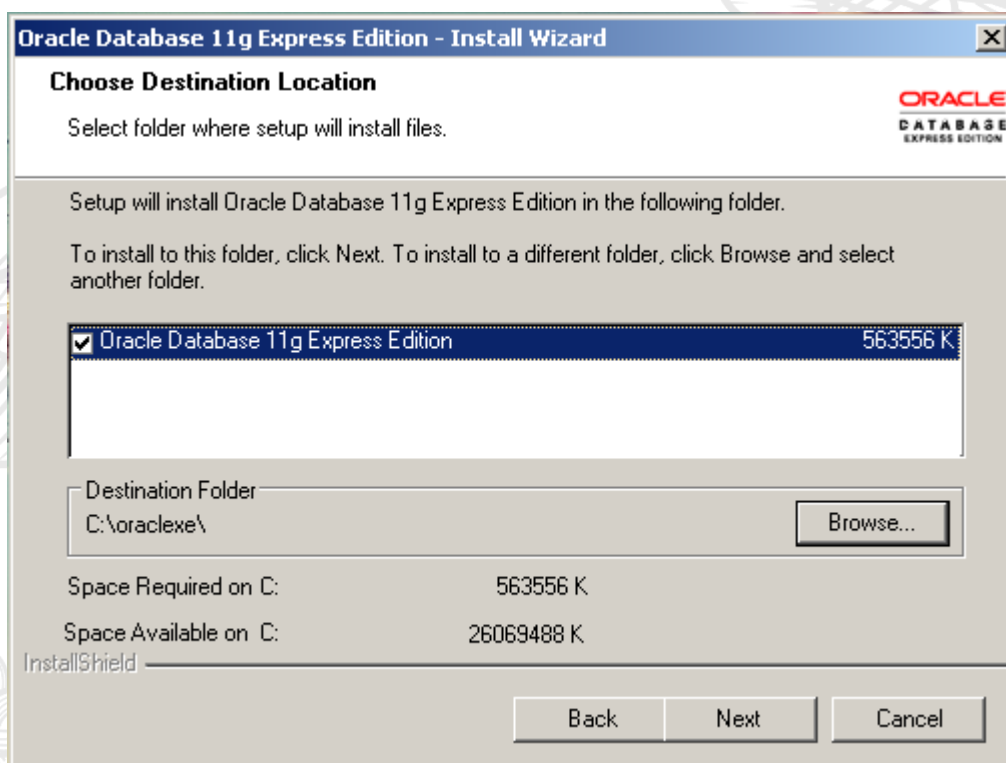 Oracle Database 11g Express Edition - Install Wizard
Choose Destination Location
Select folder where setup will install files.
ORACLE
DATABASE
EXPRESS EDITION
Setup will install Oracle Database 11g Express Edition in the following folder.
To install to this folder, click Next. To install to a different folder, click Browse and select
another folder.
Oracle Database 11g Express Edition 563556 K
Destination Folder
C:\oraclexe\
Browse...
Space Required on C: 563556 K
Space Available on C: 26069488 K
InstallShield
Back Next Cancel